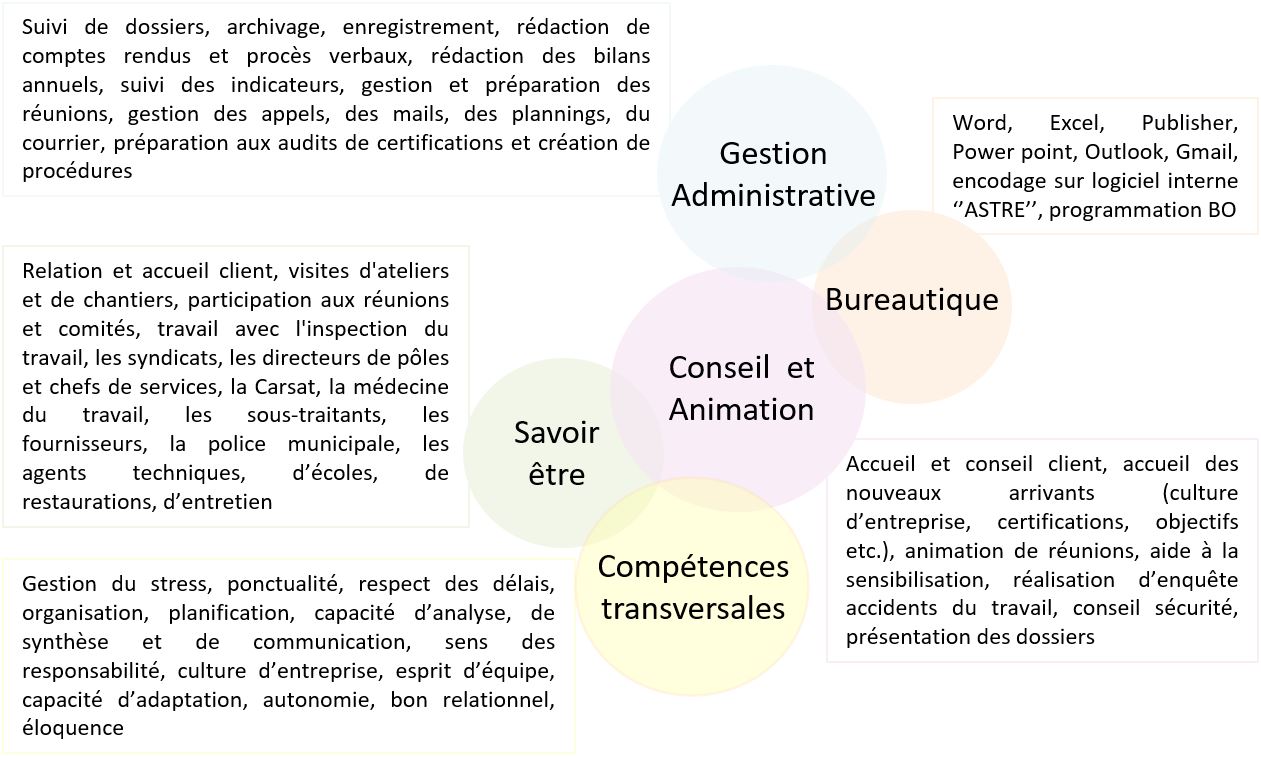 Suivi de dossiers, archivage, enregistrement, rédaction de
comptes rendus et procès verbaux, rédaction des bilans
annuels, suivi des indicateurs, gestion et préparation des
réunions, gestion des appels, des mails, des plannings, du
courrier, préparation aux audits de certifications et création de
procédures
Gestion
Administrative
Word, Excel, Publisher,
Power point, Outlook, Gmail,
encodage sur logiciel interne
‘’ASTRE’’, programmation BO
Bureautique
Relation et accueil client, visites d'ateliers
et de chantiers, participation aux réunions
et comités, travail avec l'inspection du
travail, les syndicats, les directeurs de pôles
et chefs de services, la Carsat, la médecine
du travail, les sous-traitants, les
fournisseurs, la police municipale, les
agents techniques, d’écoles, de
restaurations, d’entretien
Conseil et
Animation
Savoir
être
Accueil et conseil client, accueil des
nouveaux arrivants (culture
d’entreprise, certifications, objectifs
etc.), animation de réunions, aide à la
sensibilisation, réalisation d’enquête
accidents du travail, conseil sécurité,
présentation des dossiers
Compétences
transversales
Gestion du stress, ponctualité, respect des délais,
organisation, planification, capacité d’analyse, de
synthèse et de communication, sens des
responsabilité, culture d’entreprise, esprit d’équipe,
capacité d’adaptation, autonomie, bon relationnel,
éloquence